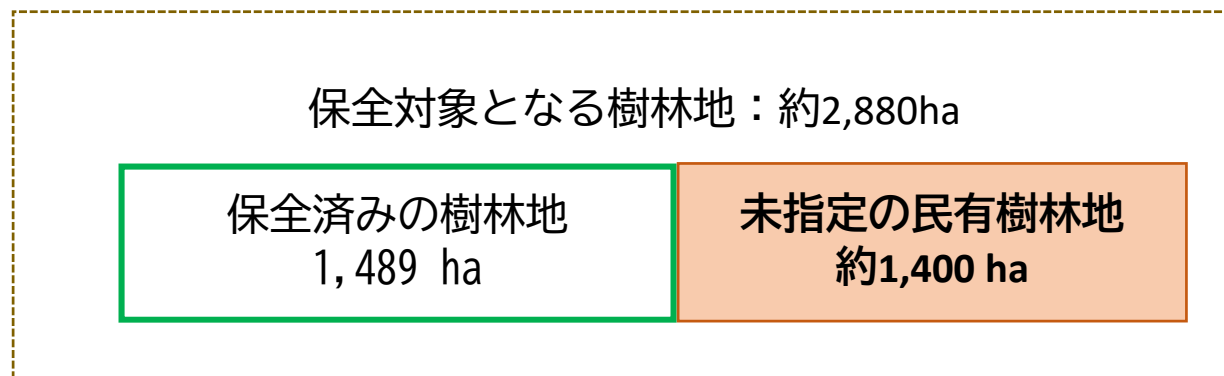 保全対象となる樹林地：約2,880ha
保全済みの樹林地
1,489 ha
未指定の民有樹林地
約1,400 ha